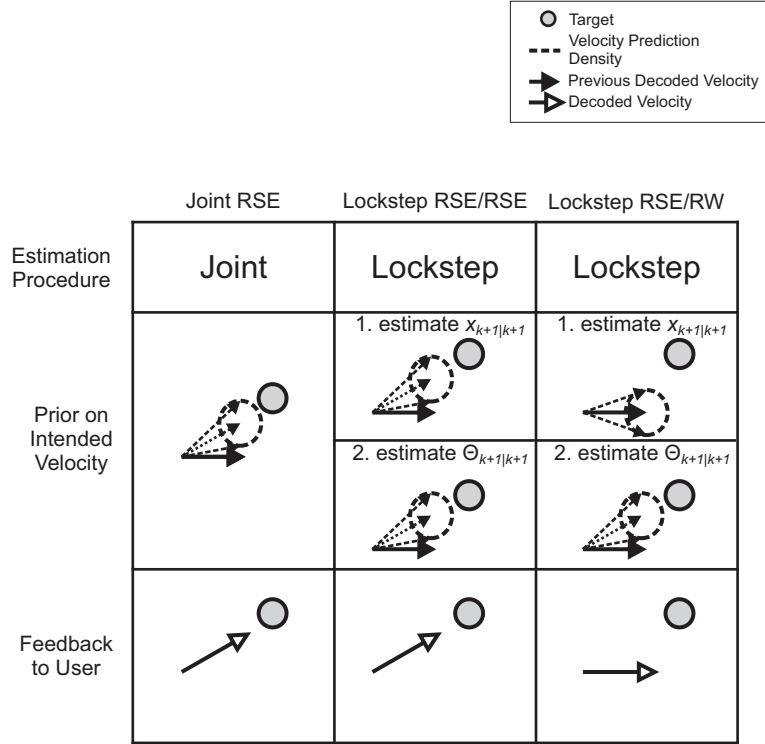 Target
Velocity Prediction
Density
Previous Decoded Velocity
Decoded Velocity
Joint RSE
Lockstep RSE/RSE
Lockstep RSE/RW
Estimation
Procedure
Joint
Lockstep
Lockstep
Prior on
Intended
Velocity
1. estimate x_{k+1|k+1}
1. estimate x_{k+1|k+1}
2. estimate Θ_{k+1|k+1}
2. estimate Θ_{k+1|k+1}
Feedback
to User